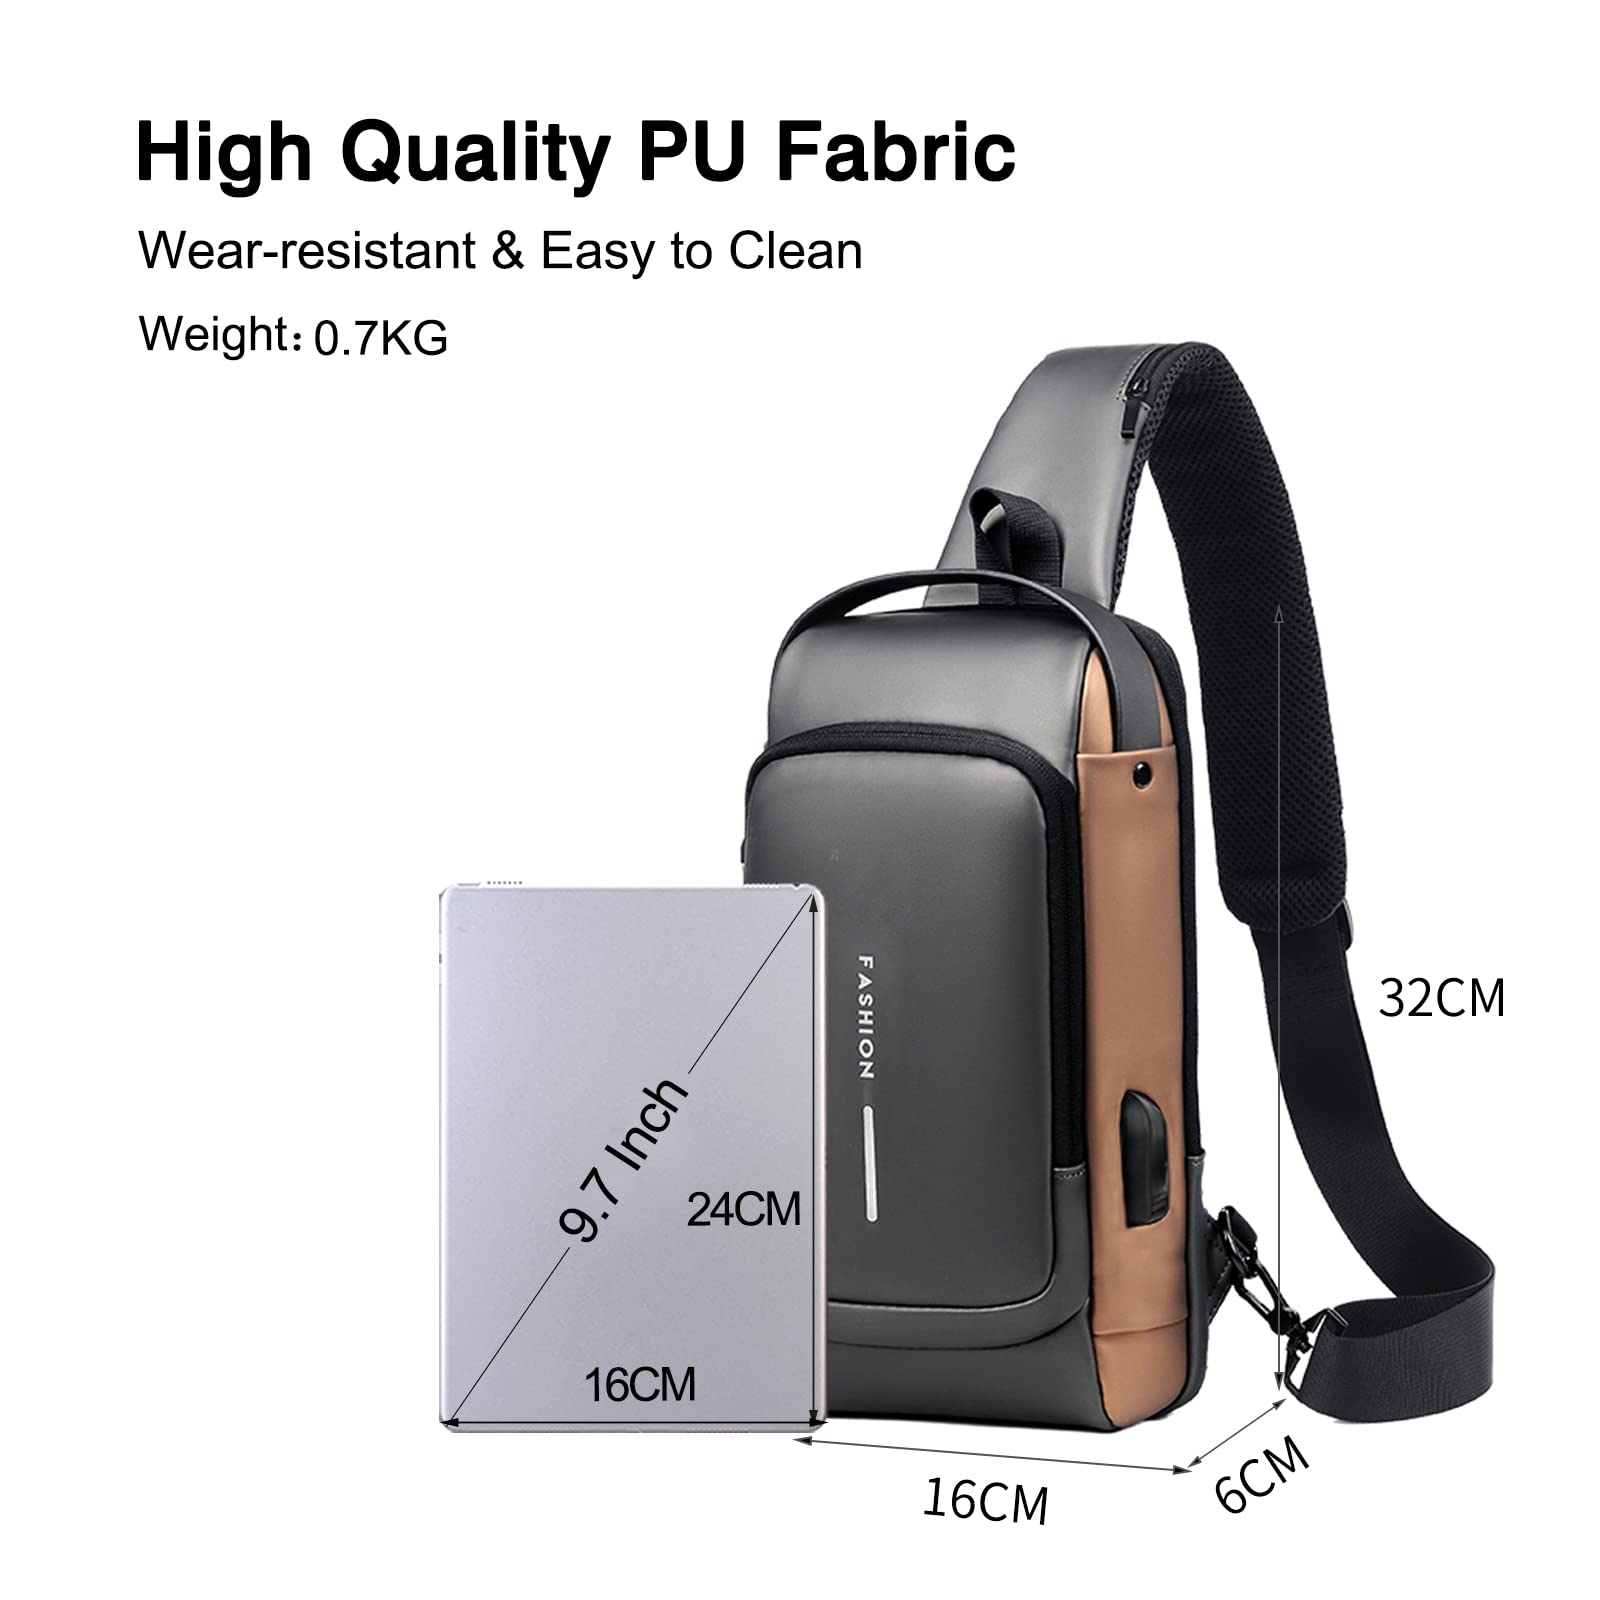 High Quality PU Fabric
Wear-resistant & Easy to Clean
Weight: 0.7KG
FASHION
32CM
9.7 Inch
24CM
16CM
16CM
6CM